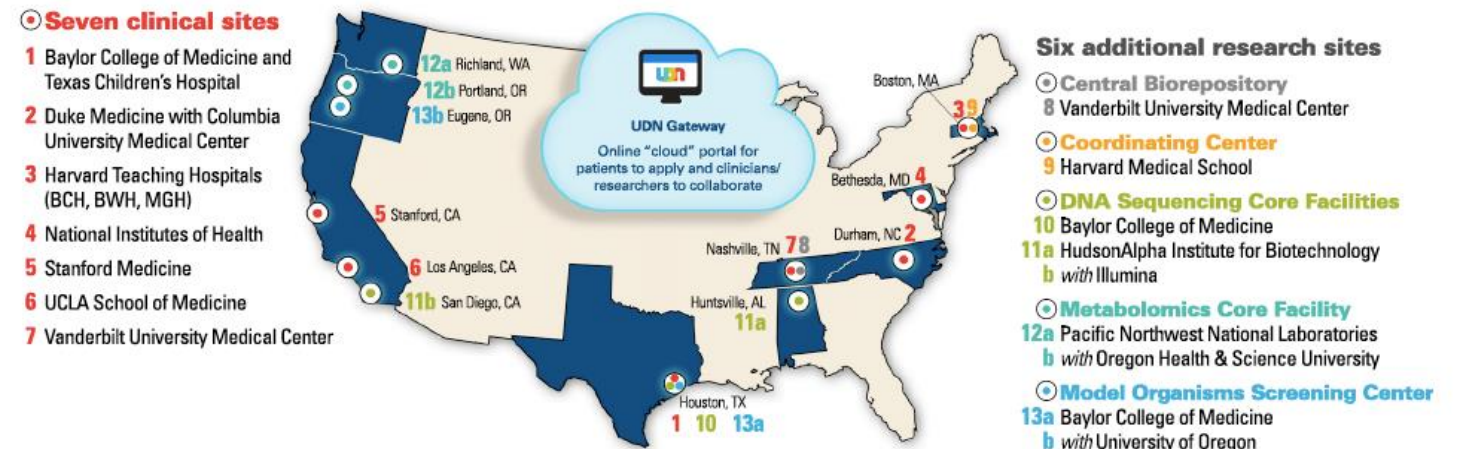 Seven clinical sites
1 Baylor College of Medicine and
Texas Children's Hospital
2 Duke Medicine with Columbia
University Medical Center
3 Harvard Teaching Hospitals
(BCH, BWH, MGH)
4 National Institutes of Health
5 Stanford Medicine
6 UCLA School of Medicine
7 Vanderbilt University Medical Center
12a Richland, WA
12b Portland, OR
13b Eugene, OR
5 Stanford, CA
6 Los Angeles, CA
11b San Diego, CA
udn
UDN Gateway
Online "cloud" portal for
patients to apply and clinicians/
researchers to collaborate
Boston, MA
3 9
Bethesda, MD 4
Durham, NC 2
Nashville, TN 7 8
Huntsville, AL
11a
Houston, TX
1 10 13a
Six additional research sites
Central Biorepository
8 Vanderbilt University Medical Center
Coordinating Center
9 Harvard Medical School
DNA Sequencing Core Facilities
10 Baylor College of Medicine
11a HudsonAlpha Institute for Biotechnology
b with Illumina
Metabolomics Core Facility
12a Pacific Northwest National Laboratories
b with Oregon Health & Science University
Model Organisms Screening Center
13a Baylor College of Medicine
b with University of Oregon